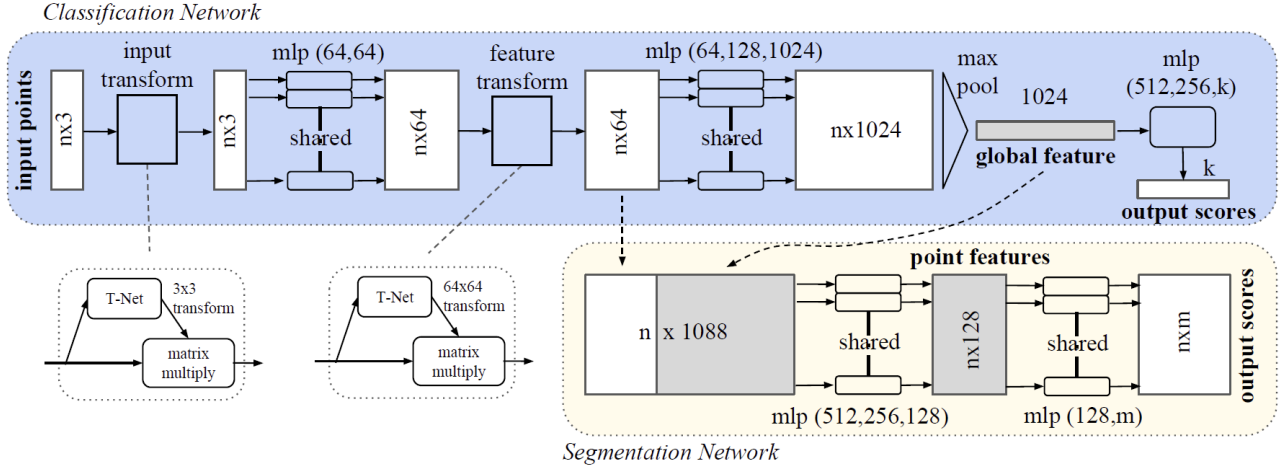 Classification Network
input points
nx3
input
transform
nx3
mlp (64,64)
shared
nx64
feature
transform
nx64
mlp (64,128,1024)
shared
nx1024
max
pool
1024
global feature
mlp
(512,256,k)
k
output scores
T-Net
3x3
transform
matrix
multiply
T-Net
64x64
transform
matrix
multiply
point features
n x 1088
shared
mlp (512,256,128)
nx128
shared
mlp (128,m)
nxm
output scores
Segmentation Network